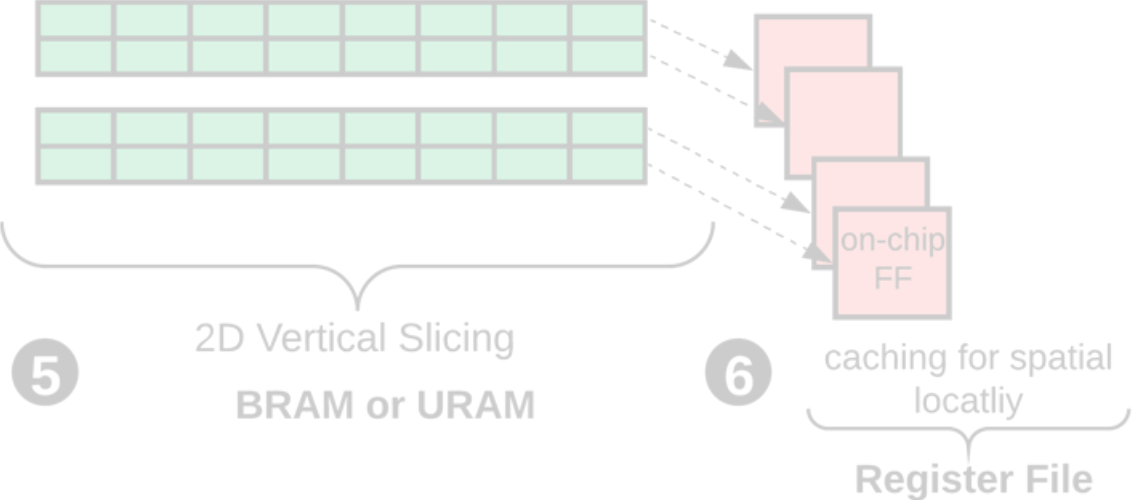 on-chip
FF
2D Vertical Slicing
5
BRAM or URAM
6
caching for spatial
locatliy
Register File